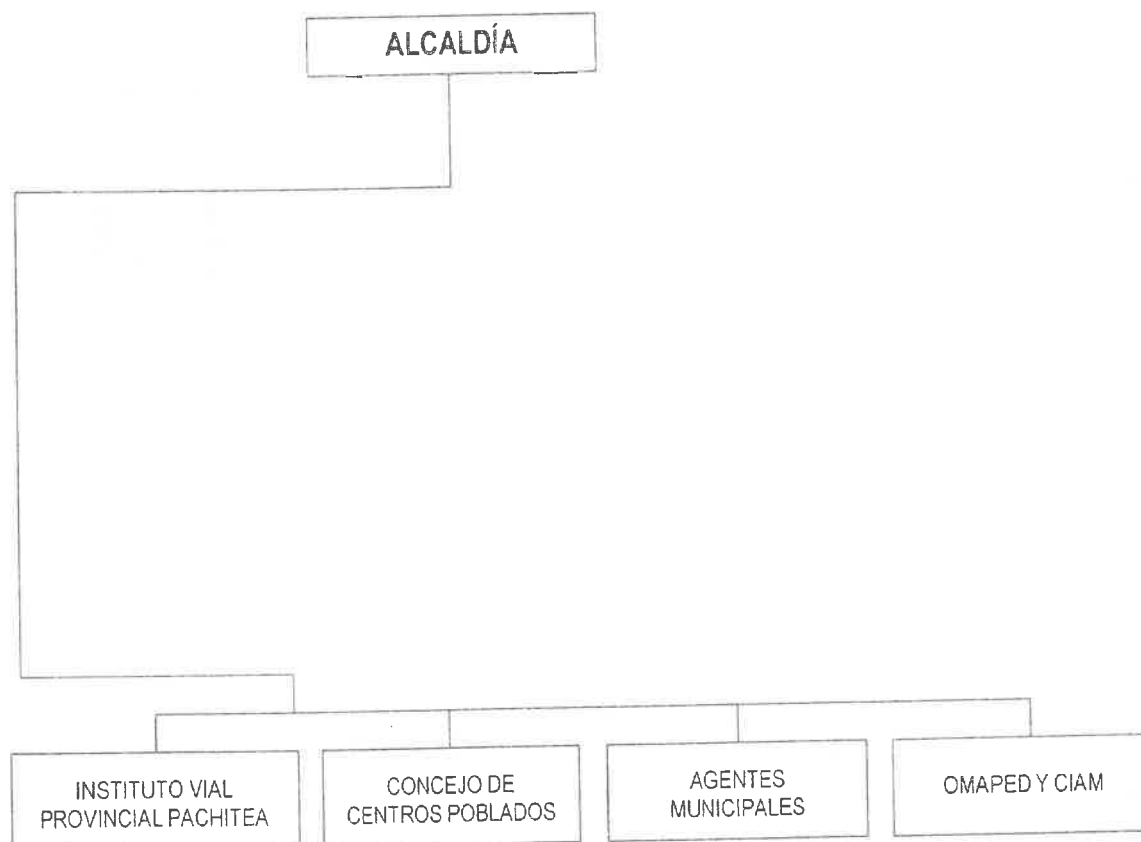 ALCALDÍA
INSTITUTO VIAL
PROVINCIAL PACHITEA
CONCEJO DE
CENTROS POBLADOS
AGENTES
MUNICIPALES
OMAPED Y CIAM